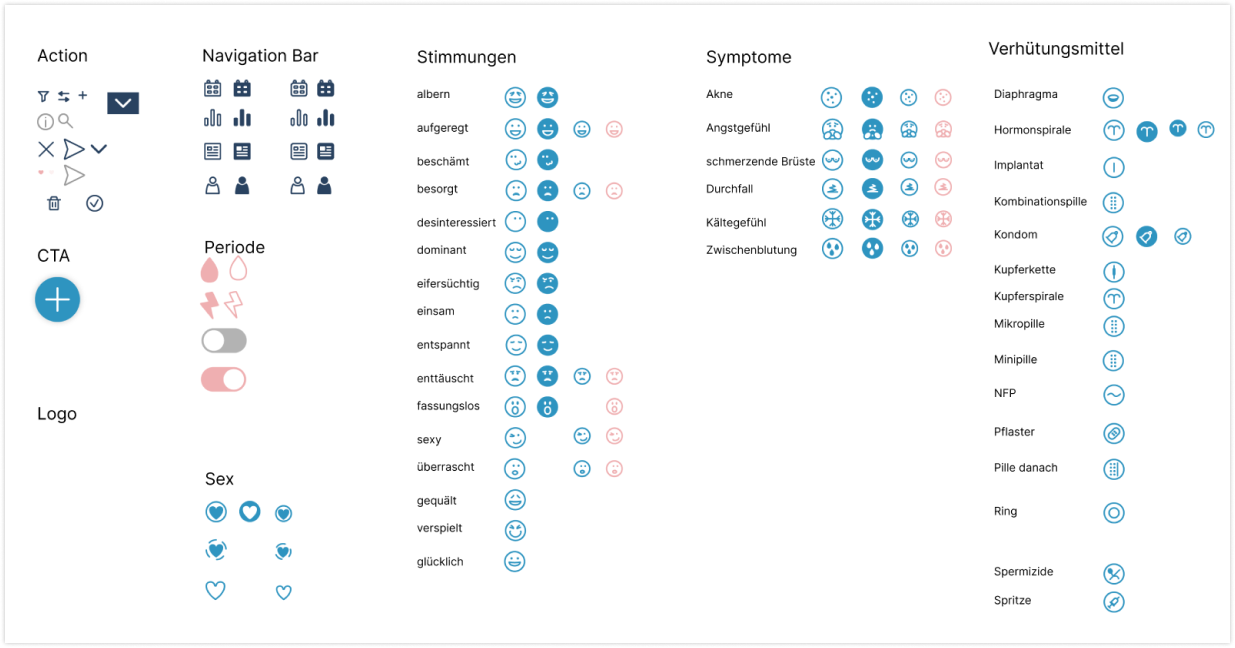 Action
CTA
Logo
Navigation Bar
Periode
Sex
Stimmungen
albern
aufgeregt
beschämt
besorgt
desinteressiert
dominant
eifersüchtig
einsam
entspannt
enttäuscht
fassungslos
sexy
überrascht
gequält
verspielt
glücklich
Symptome
Akne
Angstgefühl
schmerzende Brüste
Durchfall
Kältegefühl
Zwischenblutung
Verhütungsmittel
Diaphragma
Hormonspirale
Implantat
Kombinationspille
Kondom
Kupferkette
Kupferspirale
Mikropille
Minipille
NFP
Pflaster
Pille danach
Ring
Spermizide
Spritze